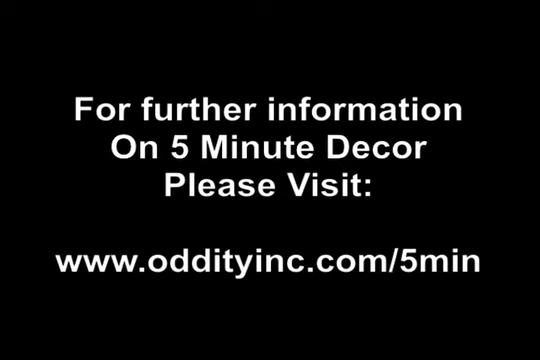 For further information
On 5 Minute Decor
Please Visit:
www.oddityinc.com/5min